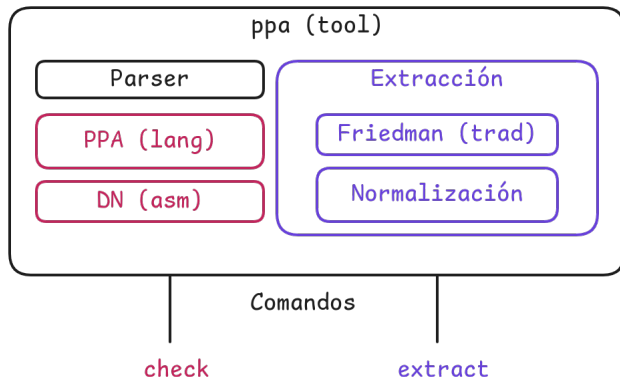 ppa (tool)
Parser
PPA (lang)
DN (asm)
Extracción
Friedman (trad)
Normalización
Comandos
check
extract